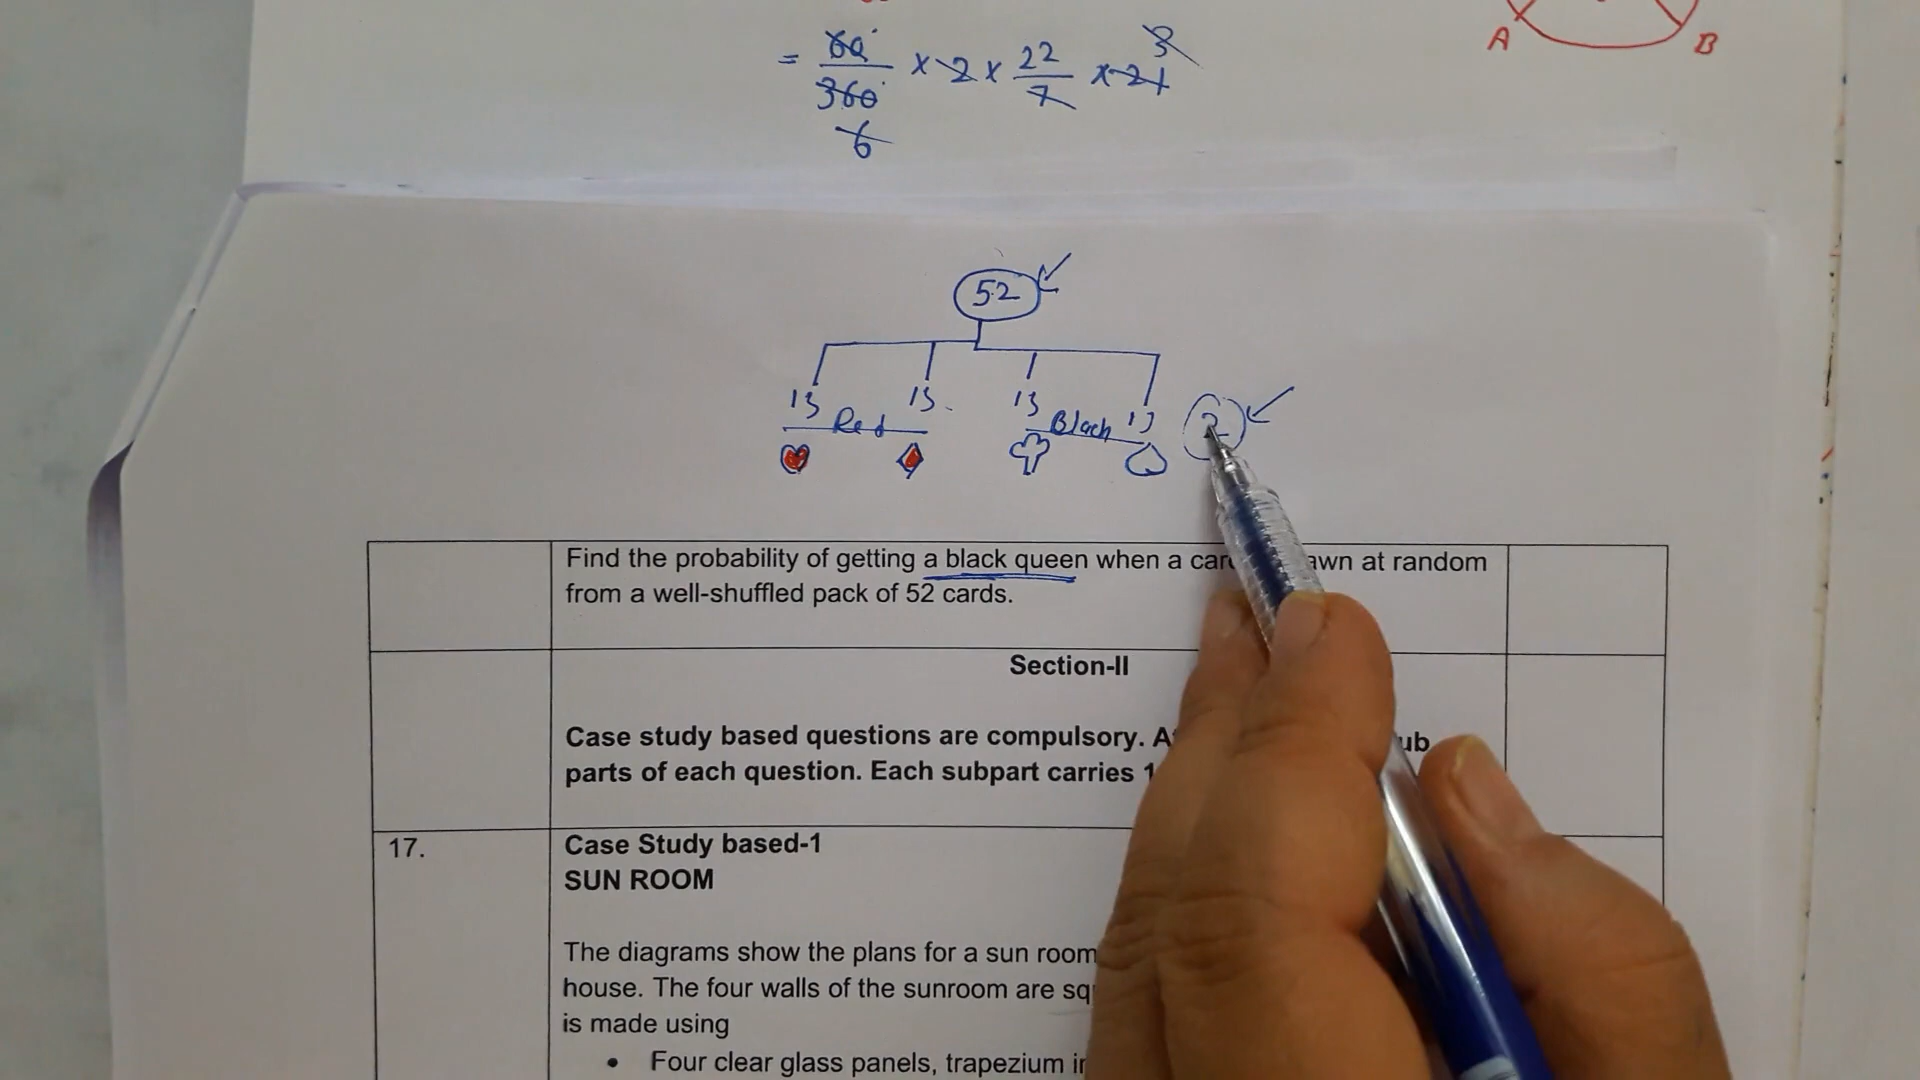 A
B
= 60° / 360° × 2 × 22/7 × 21 3
6
52
13 13 13 13
Red Black
2
Find the probability of getting a black queen when a car awn at random
from a well-shuffled pack of 52 cards.
Section-II
Case study based questions are compulsory. A ub
parts of each question. Each subpart carries 1
17.
Case Study based-1
SUN ROOM
The diagrams show the plans for a sun room
house. The four walls of the sunroom are sq
is made using
• Four clear glass panels, trapezium in